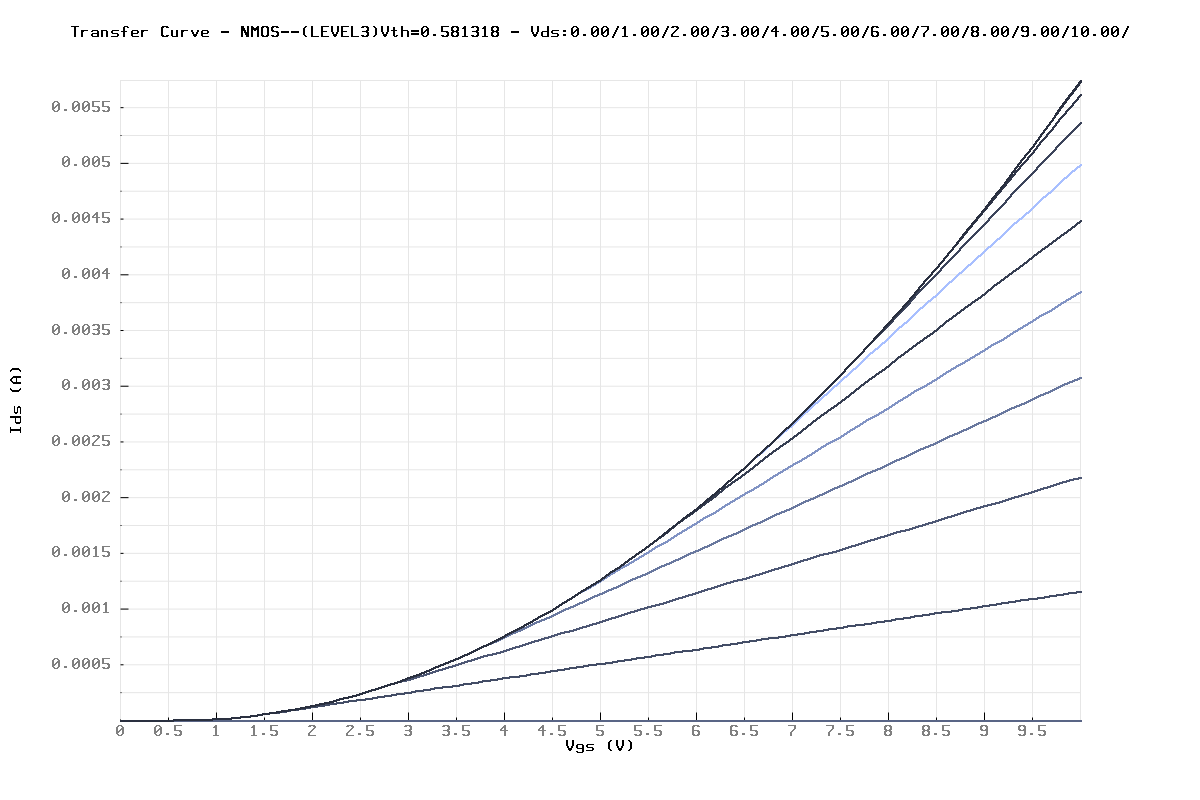 Transfer Curve - NMOS--(LEVEL3)Vth=0.581318 - Vds:0.00/1.00/2.00/3.00/4.00/5.00/6.00/7.00/8.00/9.00/10.00/
0.0055
0.005
0.0045
0.004
0.0035
0.003
0.0025
0.002
0.0015
0.001
0.0005
Ids (A)
0 0.5 1 1.5 2 2.5 3 3.5 4 4.5 5 5.5 6 6.5 7 7.5 8 8.5 9 9.5
Vgs (V)